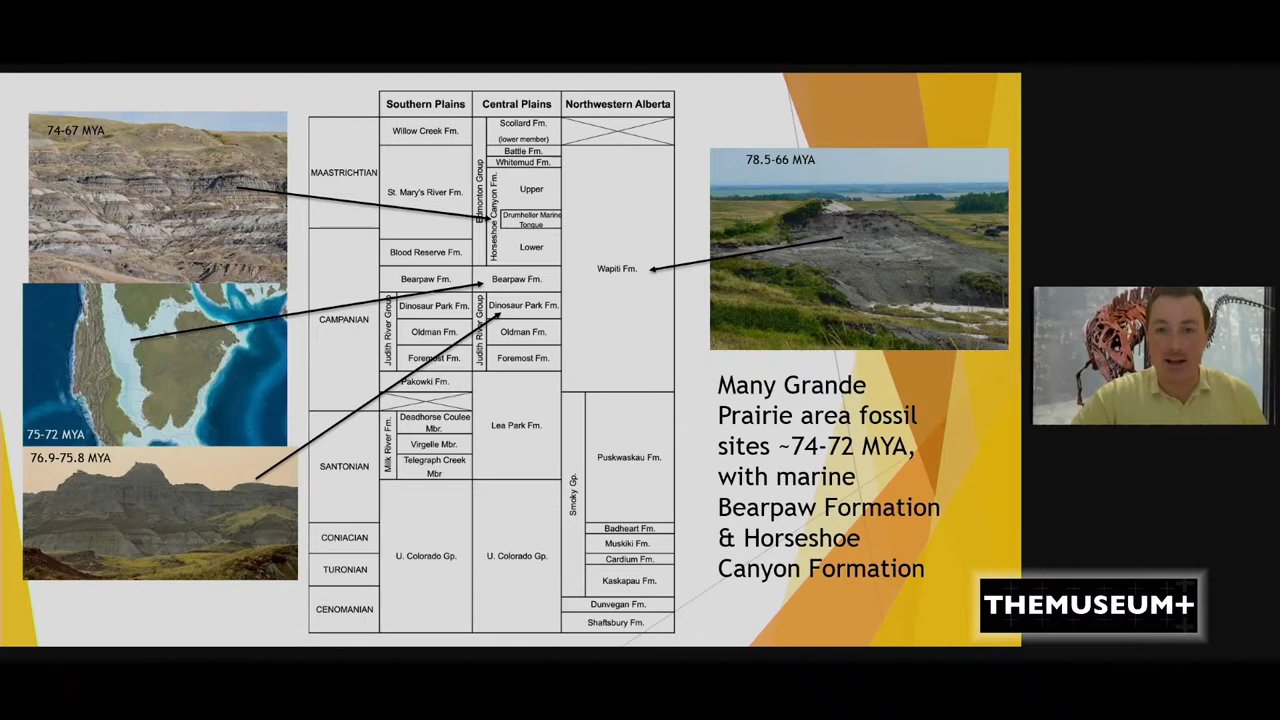 74-67 MYA
75-72 MYA
76.9-75.8 MYA
Southern Plains
Central Plains
Northwestern Alberta
MAASTRICHTIAN
CAMPANIAN
SANTONIAN
CONIACIAN
TURONIAN
CENOMANIAN
Willow Creek Fm.
St. Mary's River Fm.
Blood Reserve Fm.
Bearpaw Fm.
Judith River Group
Dinosaur Park Fm.
Oldman Fm.
Foremost Fm.
Pakowki Fm.
Milk River Fm.
Deadhorse Coulee
Mbr.
Virgelle Mbr.
Telegraph Creek
Mbr
U. Colorado Gp.
Scollard Fm.
(lower member)
Battle Fm.
Whitemud Fm.
Edmonton Group
Horseshoe Canyon Fm.
Upper
Drumheller Marine
Tongue
Lower
Bearpaw Fm.
Judith River Group
Dinosaur Park Fm.
Oldman Fm.
Foremost Fm.
Lea Park Fm.
U. Colorado Gp.
Wapiti Fm.
Smoky Gp.
Puskwaskau Fm.
Badheart Fm.
Muskiki Fm.
Cardium Fm.
Kaskapau Fm.
Dunvegan Fm.
Shaftsbury Fm.
78.5-66 MYA
Many Grande
Prairie area fossil
sites ~74-72 MYA,
with marine
Bearpaw Formation
& Horseshoe
Canyon Formation
THEMUSEUM+